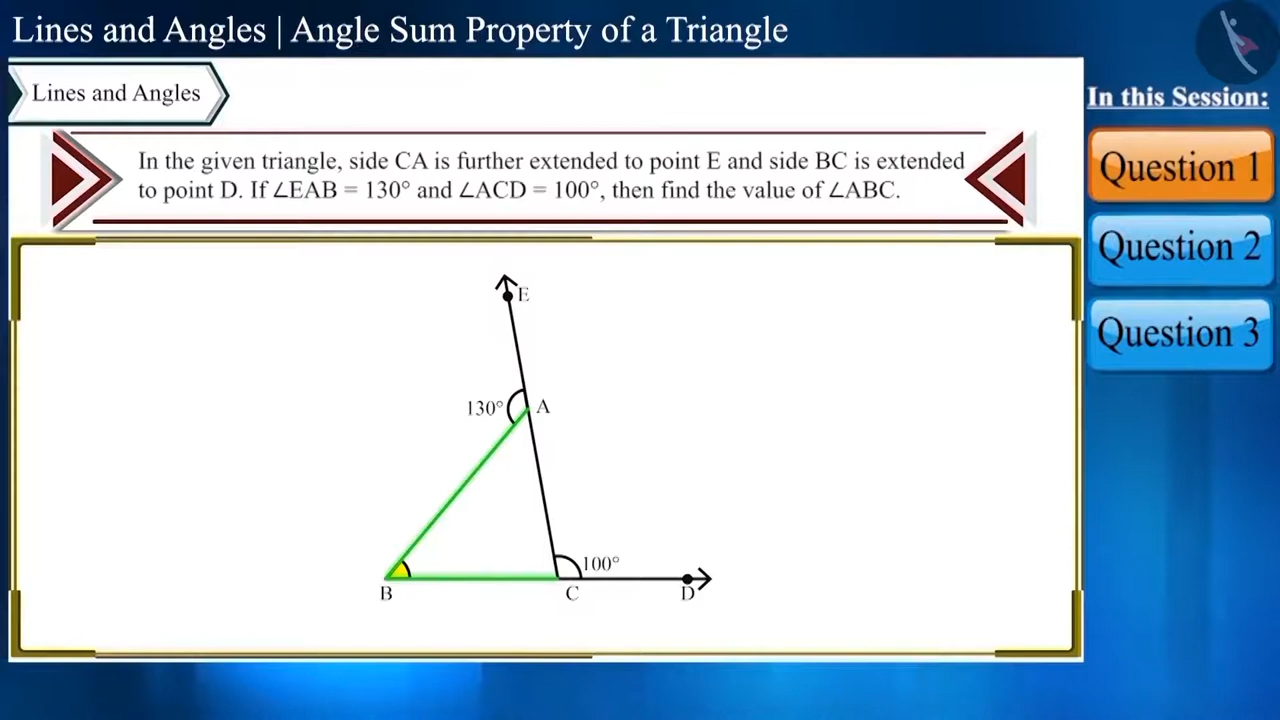 Lines and Angles | Angle Sum Property of a Triangle
Lines and Angles
In the given triangle, side CA is further extended to point E and side BC is extended
to point D. If ∠EAB = 130° and ∠ACD = 100°, then find the value of ∠ABC.
In this Session:
Question 1
Question 2
Question 3
E
130°
A
100°
B
C
D